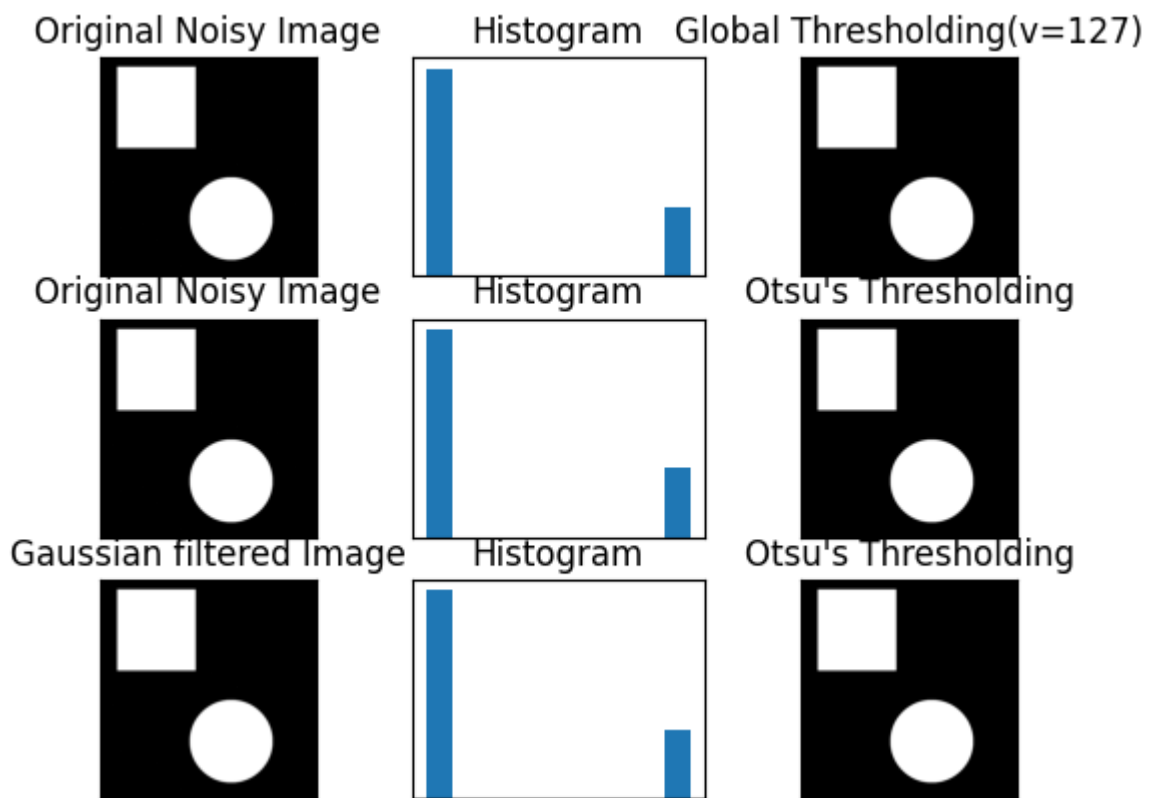 Original Noisy Image
Histogram
Global Thresholding(v=127)
Original Noisy Image
Histogram
Otsu's Thresholding
Gaussian filtered Image
Histogram
Otsu's Thresholding